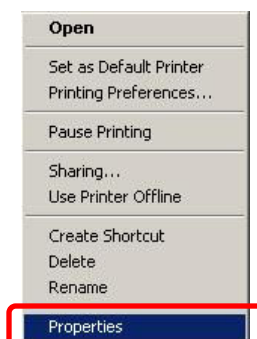 Open
Set as Default Printer
Printing Preferences...
Pause Printing
Sharing...
Use Printer Offline
Create Shortcut
Delete
Rename
Properties